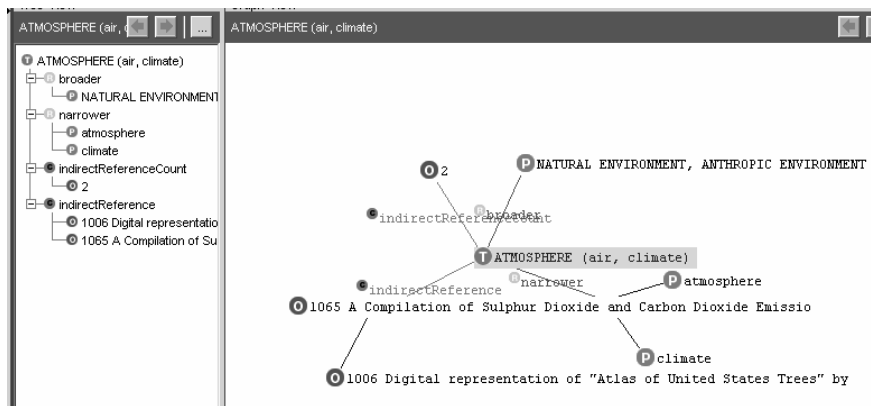 ATMOSPHERE (air, 
...
T ATMOSPHERE (air, climate)
R broader
P NATURAL ENVIRONMENT
R narrower
P atmosphere
P climate
C indirectReferenceCount
O 2
C indirectReference
O 1006 Digital representatio
O 1065 A Compilation of Su
ATMOSPHERE (air, climate)
O 2
P NATURAL ENVIRONMENT, ANTHROPIC ENVIRONMENT
R broader
C indirectReferenceCount
T ATMOSPHERE (air, climate)
R narrower
P atmosphere
C indirectReference
O 1065 A Compilation of Sulphur Dioxide and Carbon Dioxide Emissio
P climate
O 1006 Digital representation of "Atlas of United States Trees" by